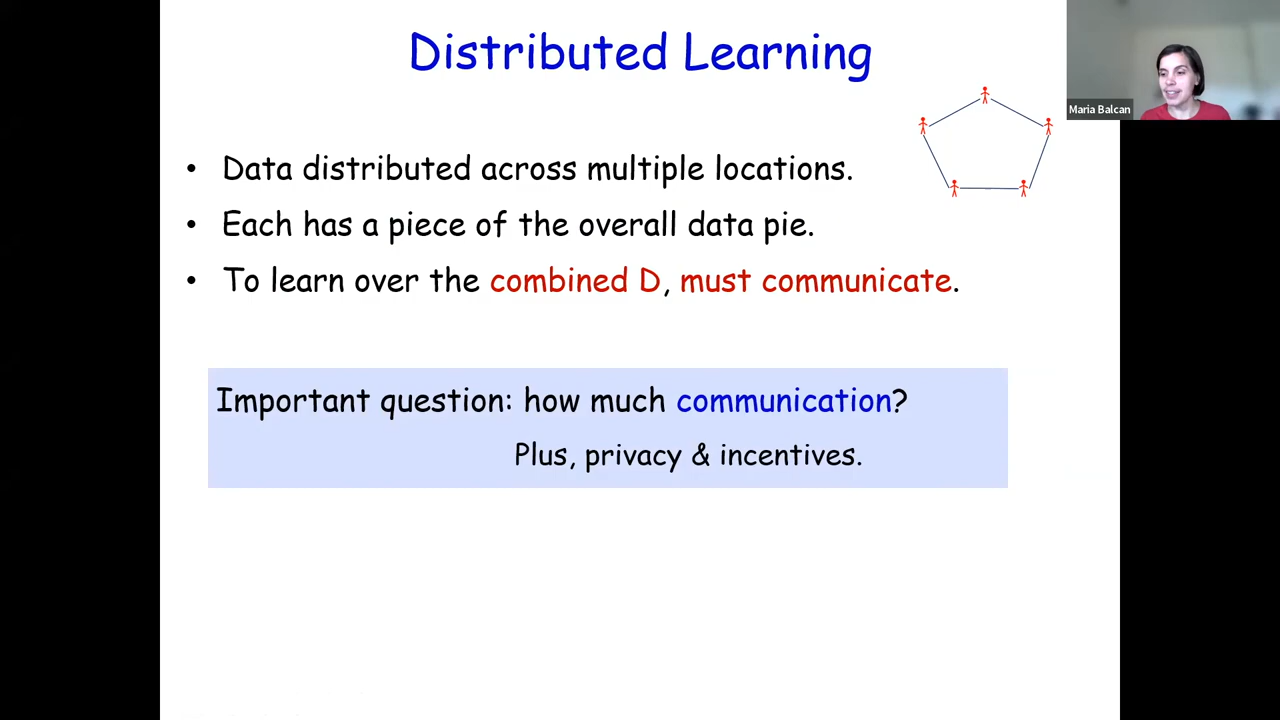 Distributed Learning
Maria Balcan
• Data distributed across multiple locations.
• Each has a piece of the overall data pie.
• To learn over the combined D, must communicate.
Important question: how much communication?
Plus, privacy & incentives.